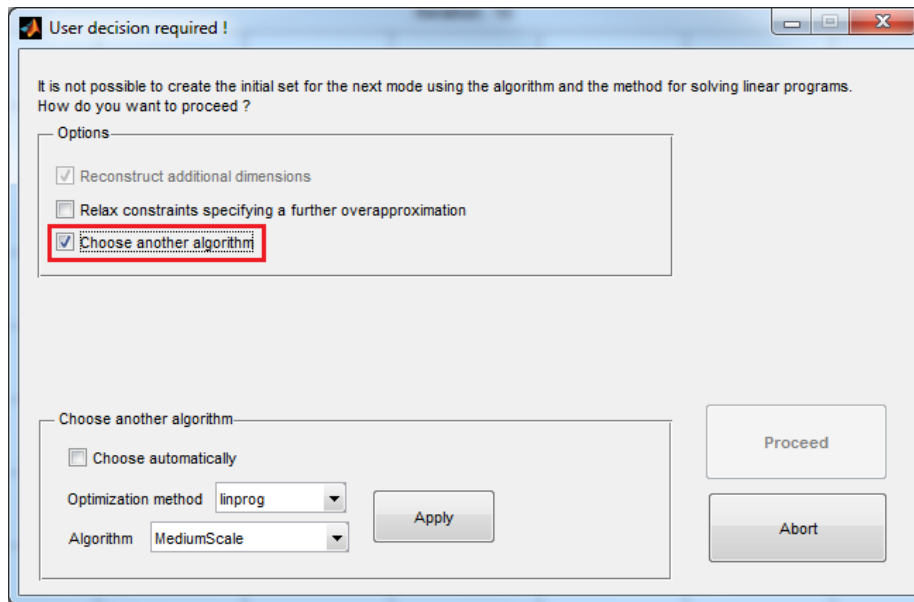 User decision required !
It is not possible to create the initial set for the next mode using the algorithm and the method for solving linear programs.
How do you want to proceed ?
Options
Reconstruct additional dimensions
Relax constraints specifying a further overapproximation
Choose another algorithm
Choose another algorithm
Choose automatically
Optimization method linprog
Algorithm MediumScale
Apply
Proceed
Abort